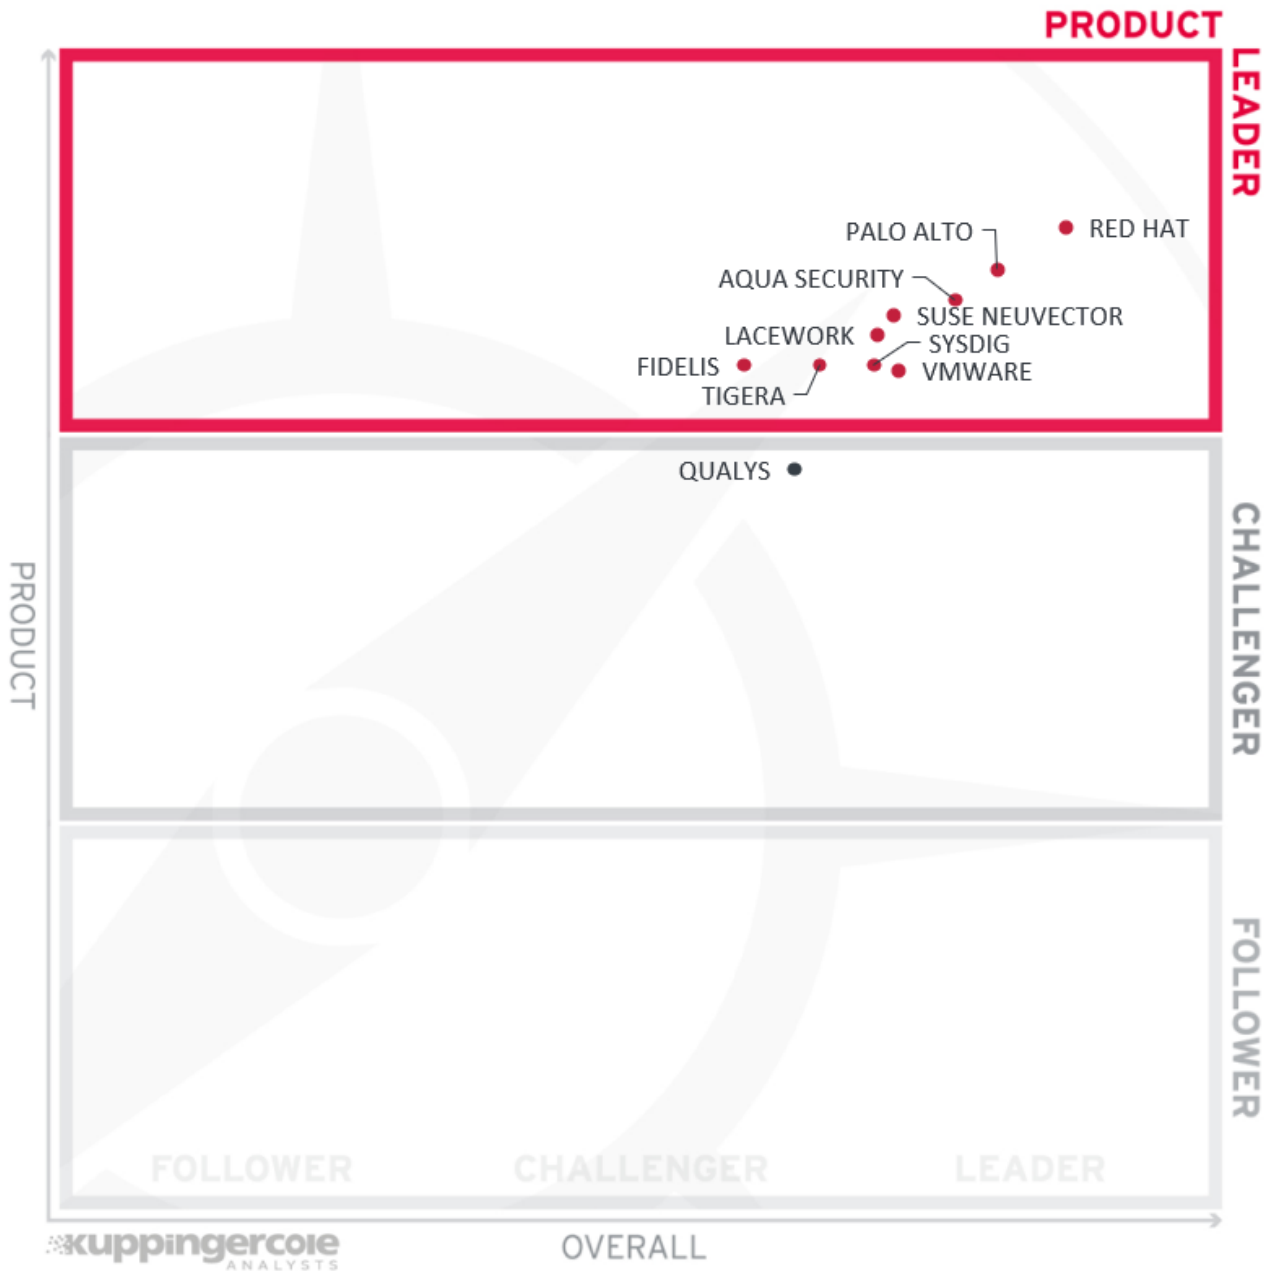 PRODUCT
LEADER
RED HAT
PALO ALTO
AQUA SECURITY
SUSE NEUVECTOR
LACEWORK
SYSDIG
FIDELIS
VMWARE
TIGERA
QUALYS
CHALLENGER
PRODUCT
FOLLOWER
FOLLOWER CHALLENGER LEADER
kuppingercole
ANALYSTS
OVERALL